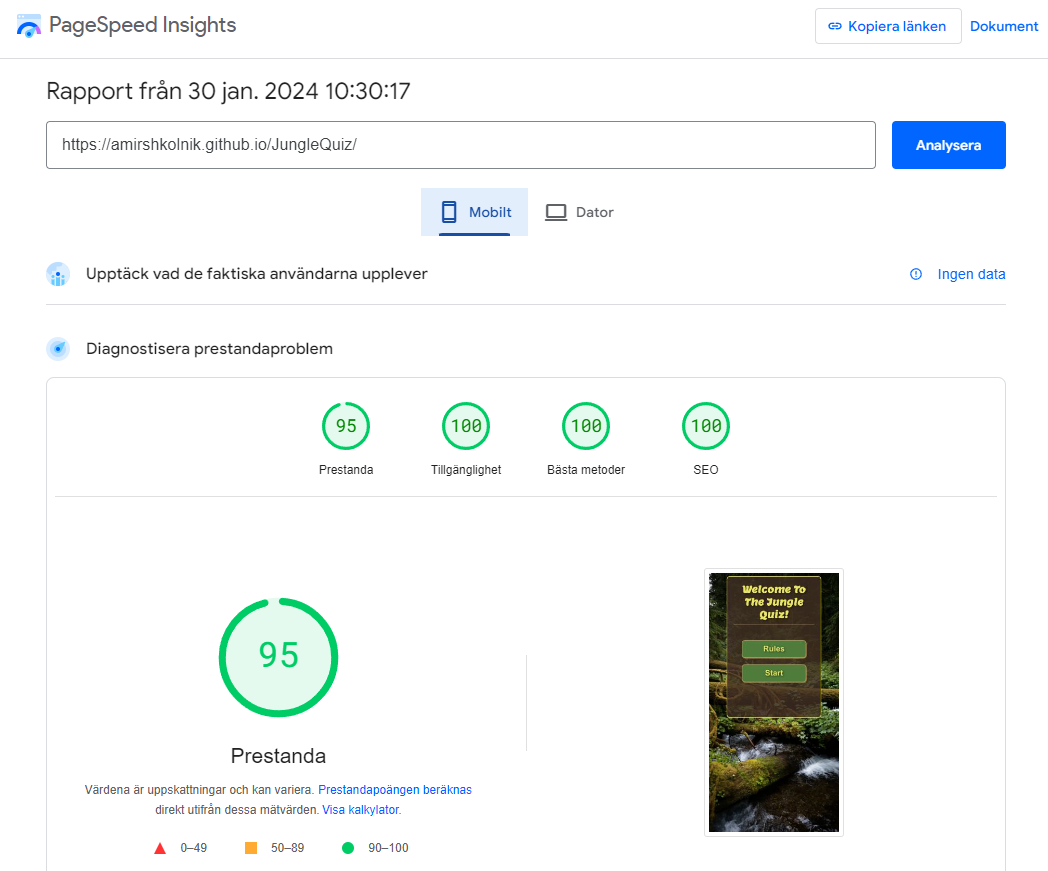 PageSpeed Insights
Kopiera länken
Dokument
Rapport från 30 jan. 2024 10:30:17
https://amirshkolnik.github.io/JungleQuiz/
Analysera
Mobilt
Dator
Upptäck vad de faktiska användarna upplever
Ingen data
Diagnostisera prestandaproblem
95
100
100
100
Prestanda
Tillgänglighet
Bästa metoder
SEO
95
Prestanda
Värdena är uppskattningar och kan variera. Prestandapoängen beräknas
direkt utifrån dessa mätvärden. Visa kalkylator.
0–49
50–89
90–100
Welcome To
The Jungle
Quiz!
Rules
Start